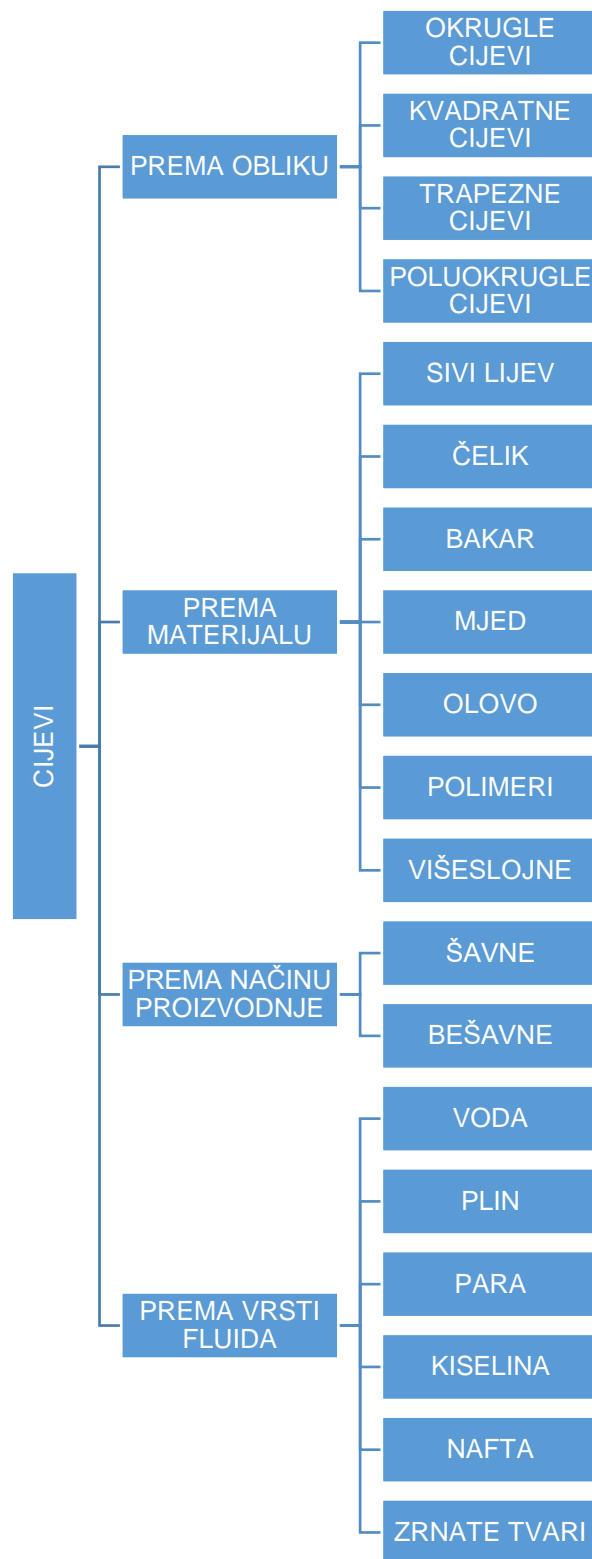 CIJEVI
PREMA OBLIKU
OKRUGLE
CIJEVI
KVADRATNE
CIJEVI
TRAPEZNE
CIJEVI
POLUOKRUGLE
CIJEVI
PREMA
MATERIJALU
SIVI LIJEV
ČELIK
BAKAR
MJED
OLOVO
POLIMERI
VIŠESLOJNE
PREMA NAČINU
PROIZVODNJE
ŠAVNE
BEŠAVNE
PREMA VRSTI
FLUIDA
VODA
PLIN
PARA
KISELINA
NAFTA
ZRNATE TVARI